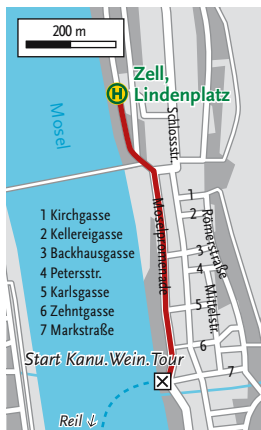 200 m
H
Zell,
Lindenplatz
Schlossstr.
Mosel
Moselpromenade
Römerstraße
Mittelstr.
1
2
3
4
5
6
7
1 Kirchgasse
2 Kellereigasse
3 Backhausgasse
4 Petersstr.
5 Karlsgasse
6 Zehntgasse
7 Markstraße
Start Kanu.Wein.Tour
Reil ↓